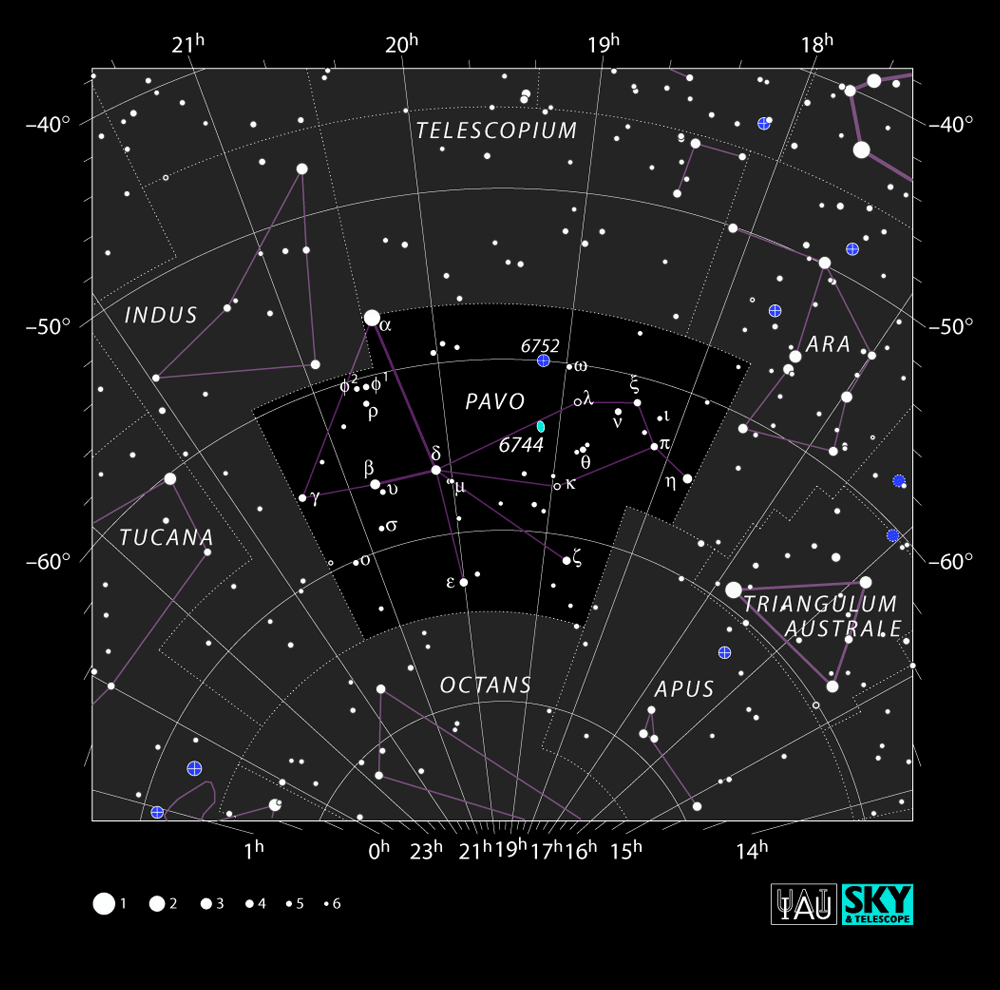 21h 20h 19h 18h
–40° –40°
TELESCOPIUM
INDUS
–50° –50°
α
ARA
6752
ω
ϕ2 ϕ1
ξ
PAVO
λ
ρ
ν ι
6744
π
δ
θ
β
η
υ μ κ
γ
σ
TUCANA
–60° –60°
ο
ζ
ε
TRIANGULUM
AUSTRALE
OCTANS
APUS
1h 0h 23h 21h 19h 17h 16h 15h 14h
1 2 3 4 5 6
IAU
SKY
& TELESCOPE